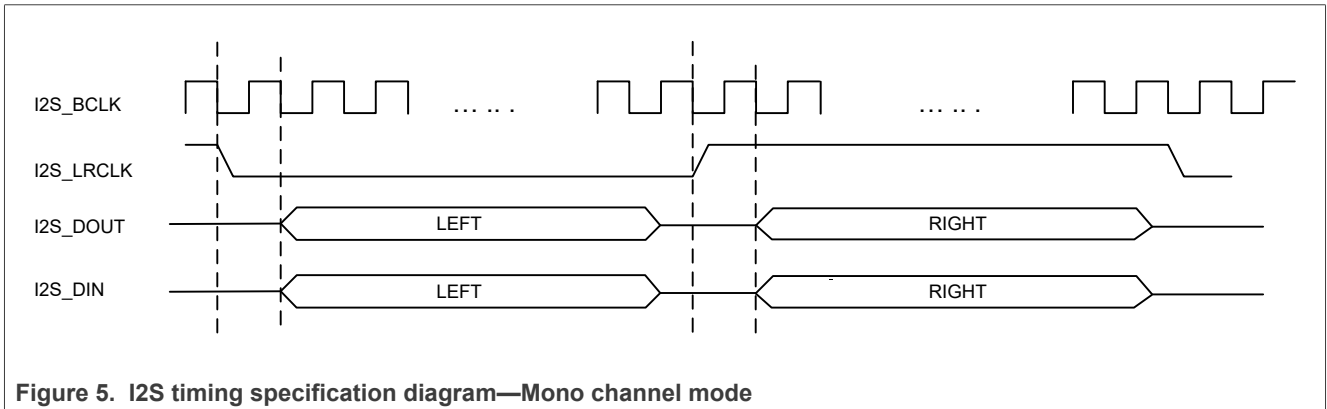 I2S_BCLK
... .. .
... .. .
I2S_LRCLK
I2S_DOUT
LEFT
RIGHT
I2S_DIN
LEFT
RIGHT
Figure 5. I2S timing specification diagram—Mono channel mode